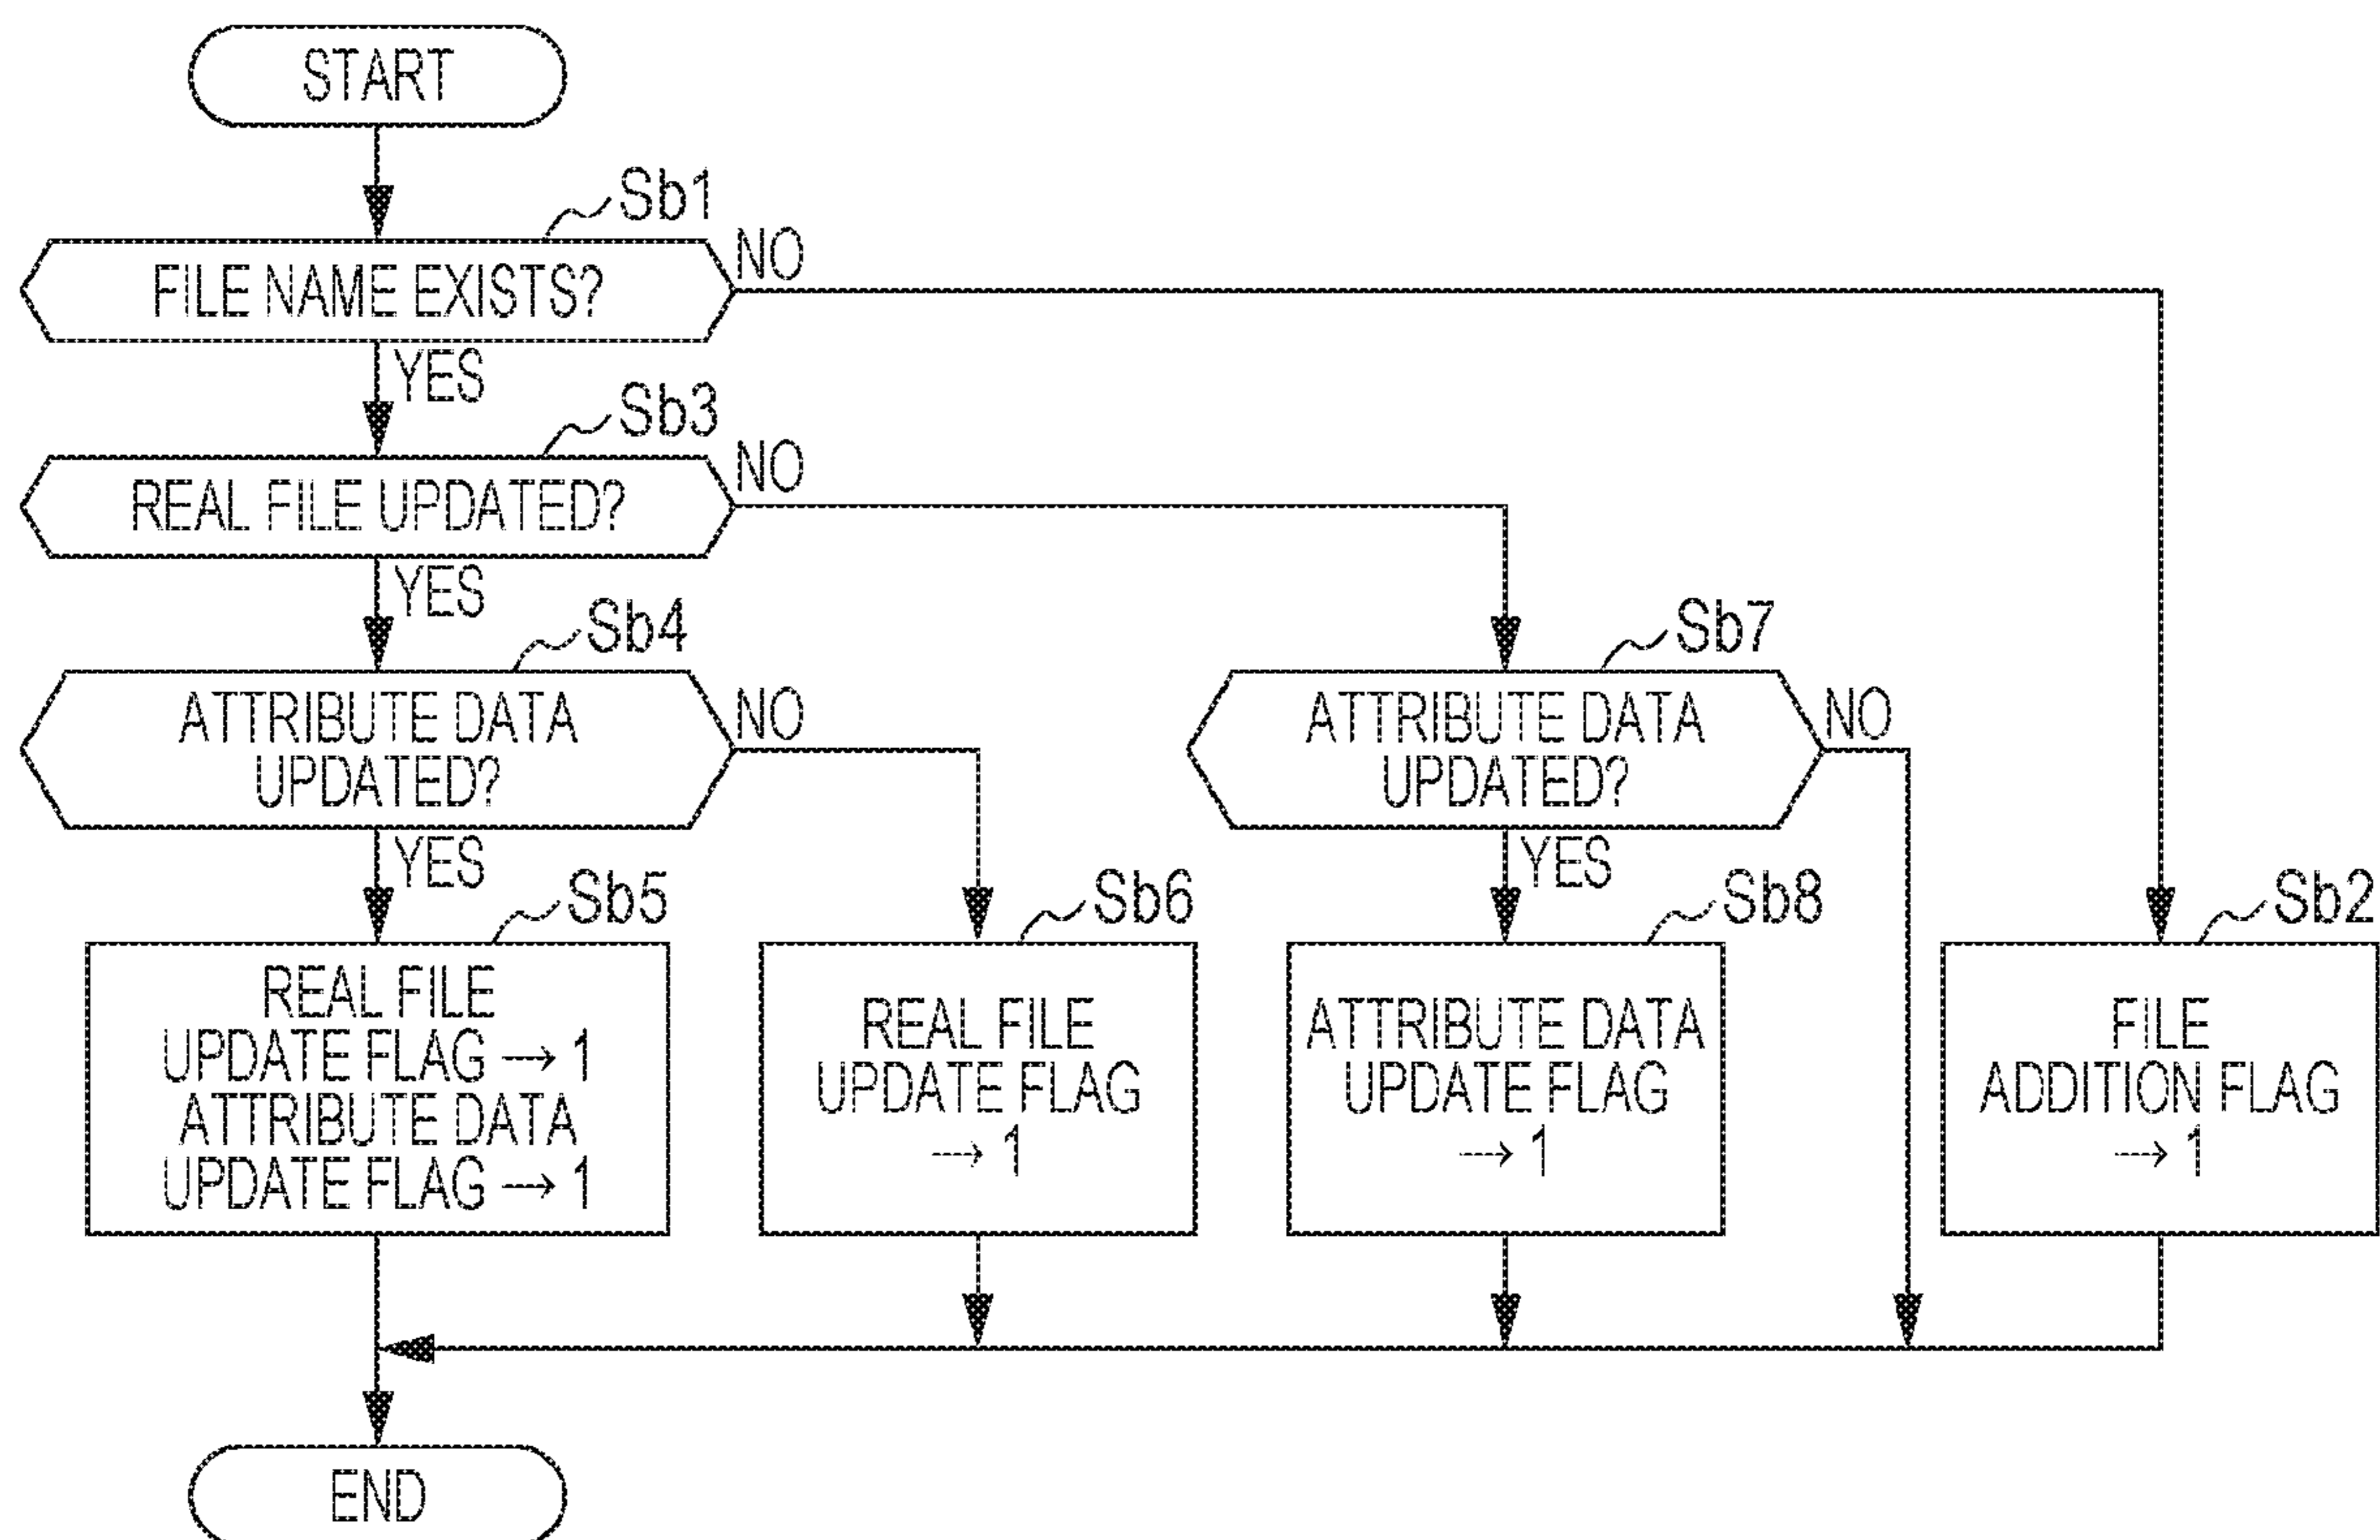 START
Sb1
FILE NAME EXISTS?
NO
YES
Sb3
REAL FILE UPDATED?
NO
YES
Sb4
ATTRIBUTE DATA
UPDATED?
NO
YES
Sb7
ATTRIBUTE DATA
UPDATED?
NO
YES
Sb5
REAL FILE
UPDATE FLAG → 1
ATTRIBUTE DATA
UPDATE FLAG → 1
Sb6
REAL FILE
UPDATE FLAG
→ 1
Sb8
ATTRIBUTE DATA
UPDATE FLAG
→ 1
Sb2
FILE
ADDITION FLAG
→ 1
END